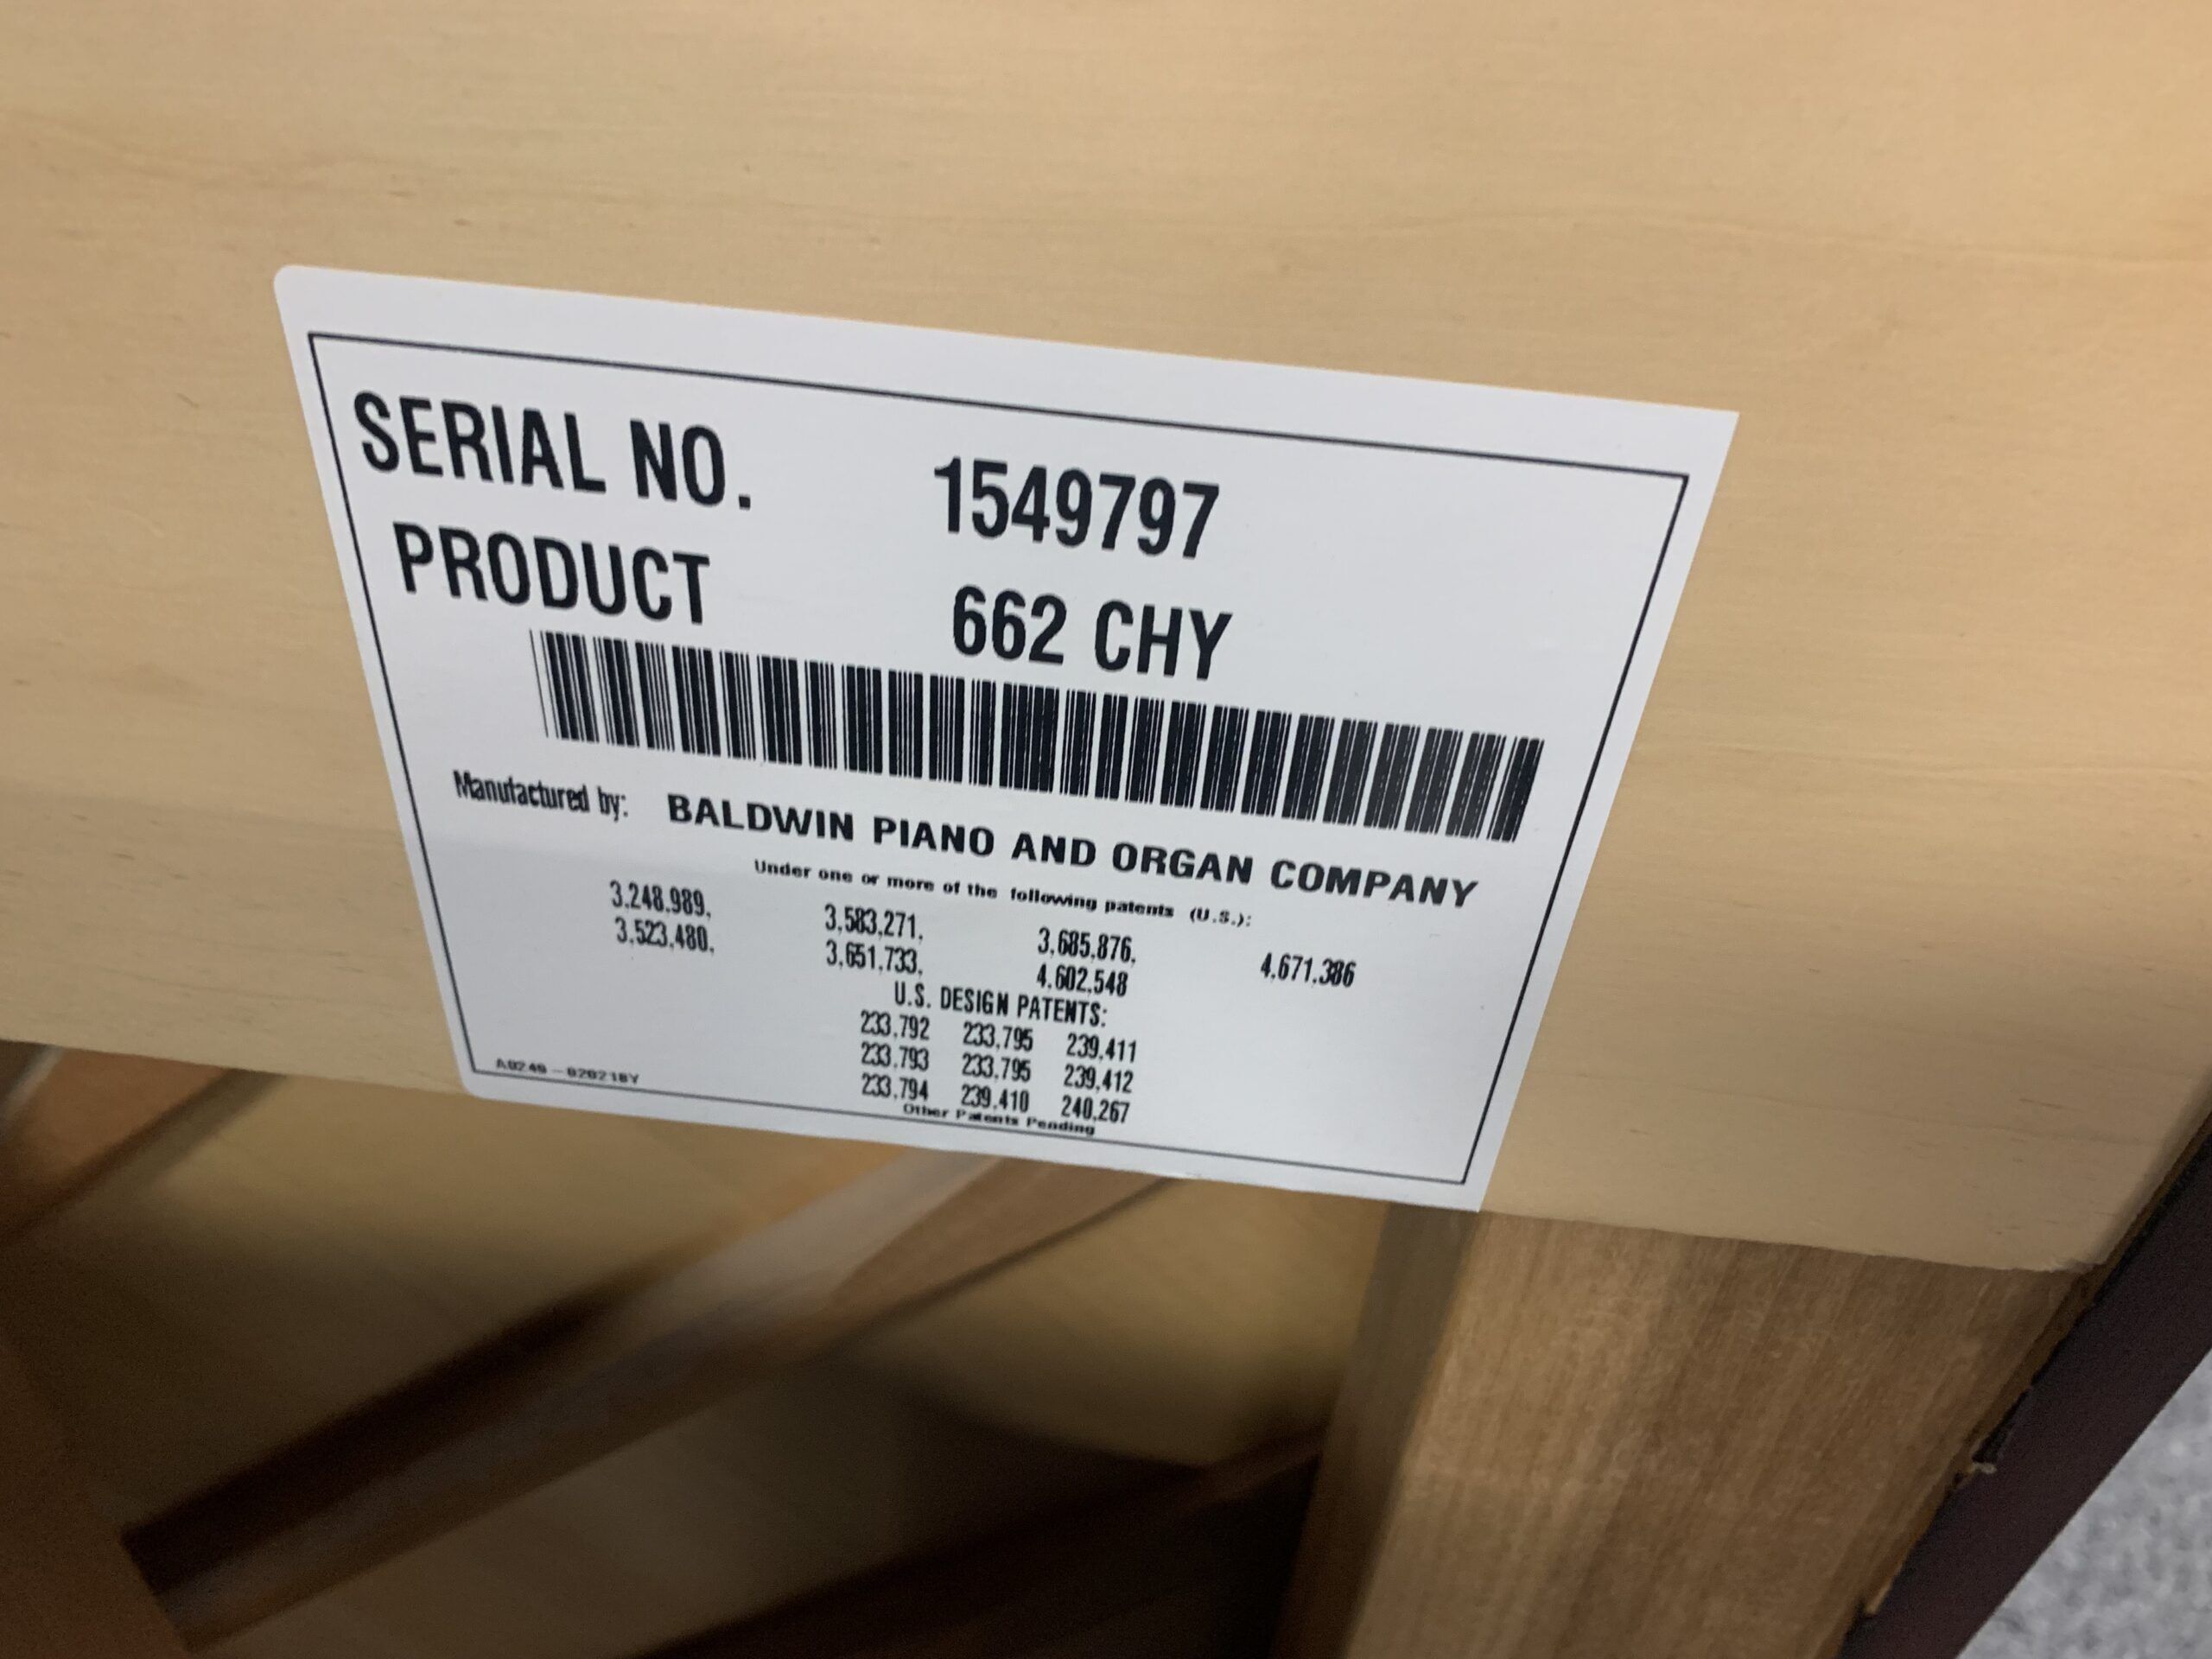 SERIAL NO. 1549797
PRODUCT 662 CHY
Manufactured by: BALDWIN PIANO AND ORGAN COMPANY
Under one or more of the following patents (U.S.):
3,248,989, 3,583,271, 3,685,876, 4,671,386
3,523,480, 3,651,733, 4,602,548
U.S. DESIGN PATENTS:
233,792 233,795 239,411
233,793 233,795 239,412
233,794 239,410 240,267
Other Patents Pending